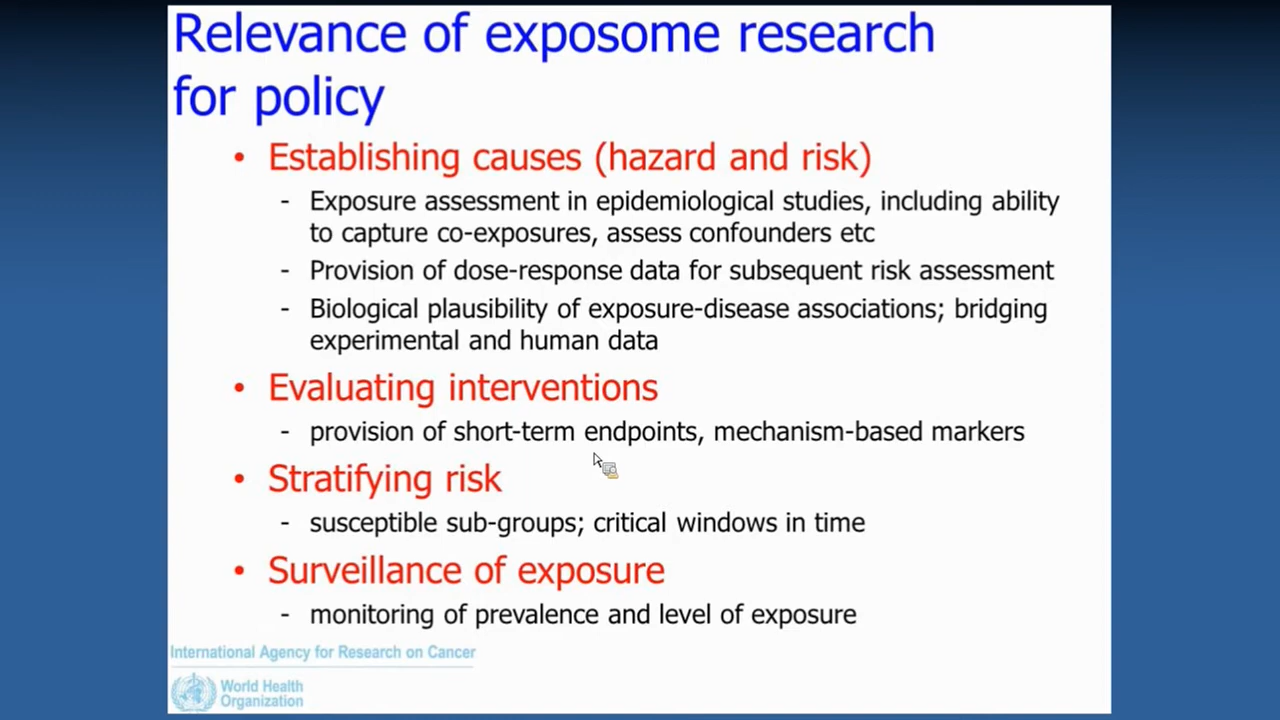 Relevance of exposome research
for policy
• Establishing causes (hazard and risk)
- Exposure assessment in epidemiological studies, including ability
to capture co-exposures, assess confounders etc
- Provision of dose-response data for subsequent risk assessment
- Biological plausibility of exposure-disease associations; bridging
experimental and human data
• Evaluating interventions
- provision of short-term endpoints, mechanism-based markers
• Stratifying risk
- susceptible sub-groups; critical windows in time
• Surveillance of exposure
- monitoring of prevalence and level of exposure
International Agency for Research on Cancer
World Health
Organization